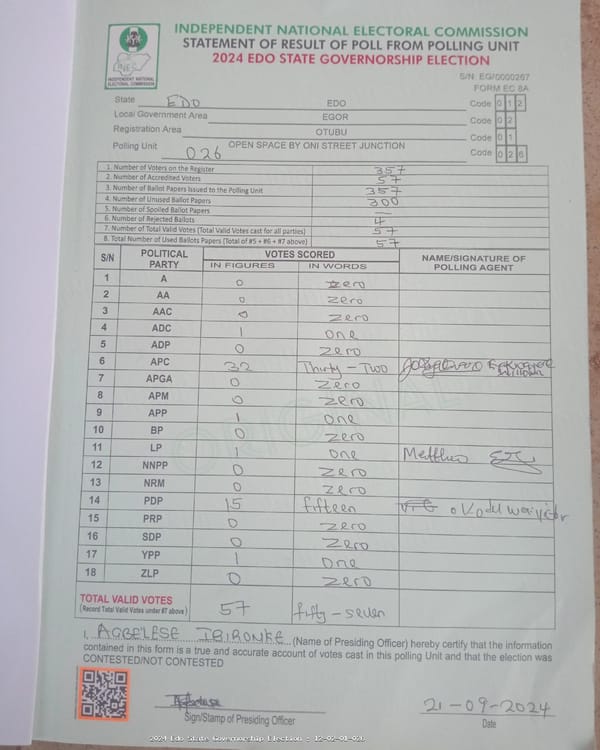 INDEPENDENT NATIONAL ELECTORAL COMMISSION
STATEMENT OF RESULT OF POLL FROM POLLING UNIT
2024 EDO STATE GOVERNORSHIP ELECTION
INEC
INDEPENDENT NATIONAL ELECTORAL COMMISSION
S/N EG/0000267
FORM EC 8A
State EDO EDO Code 0 1 2
Local Government Area EGOR Code 0 2
Registration Area OTUBU Code 0 1
Polling Unit 026 OPEN SPACE BY ONI STREET JUNCTION Code 0 2 6
1. Number of Voters on the Register 357
2. Number of Accredited Voters 57
3. Number of Ballot Papers Issued to the Polling Unit 357
4. Number of Unused Ballot Papers 300
5. Number of Spoiled Ballot Papers —
6. Number of Rejected Ballots 4
7. Number of Total Valid Votes (Total Valid Votes cast for all parties) 57
8. Total Number of Used Ballots Papers (Total of #5 + #6 + #7 above) 57
S/N POLITICAL PARTY VOTES SCORED NAME/SIGNATURE OF POLLING AGENT
IN FIGURES IN WORDS
1 A 0 zero
2 AA 0 zero
3 AAC 0 zero
4 ADC 1 one
5 ADP 0 zero
6 APC 32 Thirty-Two
7 APGA 0 zero
8 APM 0 zero
9 APP 1 one
10 BP 0 zero
11 LP 1 one
12 NNPP 0 zero
13 NRM 0 zero
14 PDP 15 fifteen
15 PRP 0 zero
16 SDP 0 zero
17 YPP 1 one
18 ZLP 0 zero
TOTAL VALID VOTES 57 fifty-seven
(Record Total Valid Votes under #7 above)
I, AGBELESE IBIRONKE (Name of Presiding Officer) hereby certify that the information
contained in this form is a true and accurate account of votes cast in this polling Unit and that the election was
CONTESTED/NOT CONTESTED
Sign/Stamp of Presiding Officer
21-09-2024
Date
2024 Edo State Governorship Election : 12-02-01-026